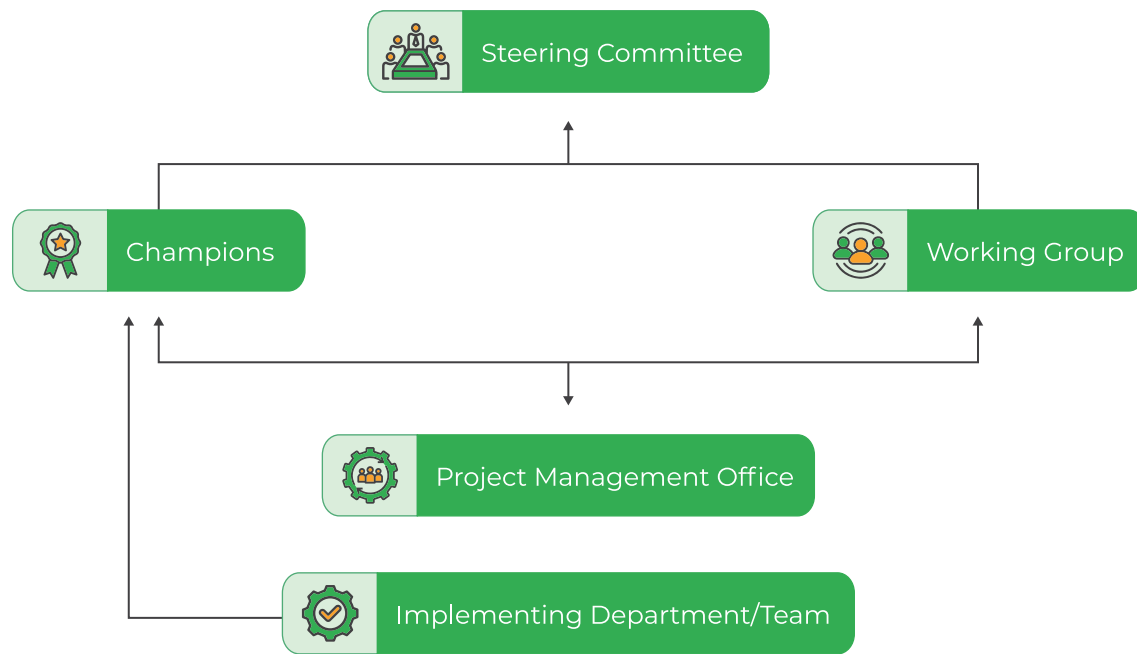 Steering Committee
Champions
Working Group
Project Management Office
Implementing Department/Team